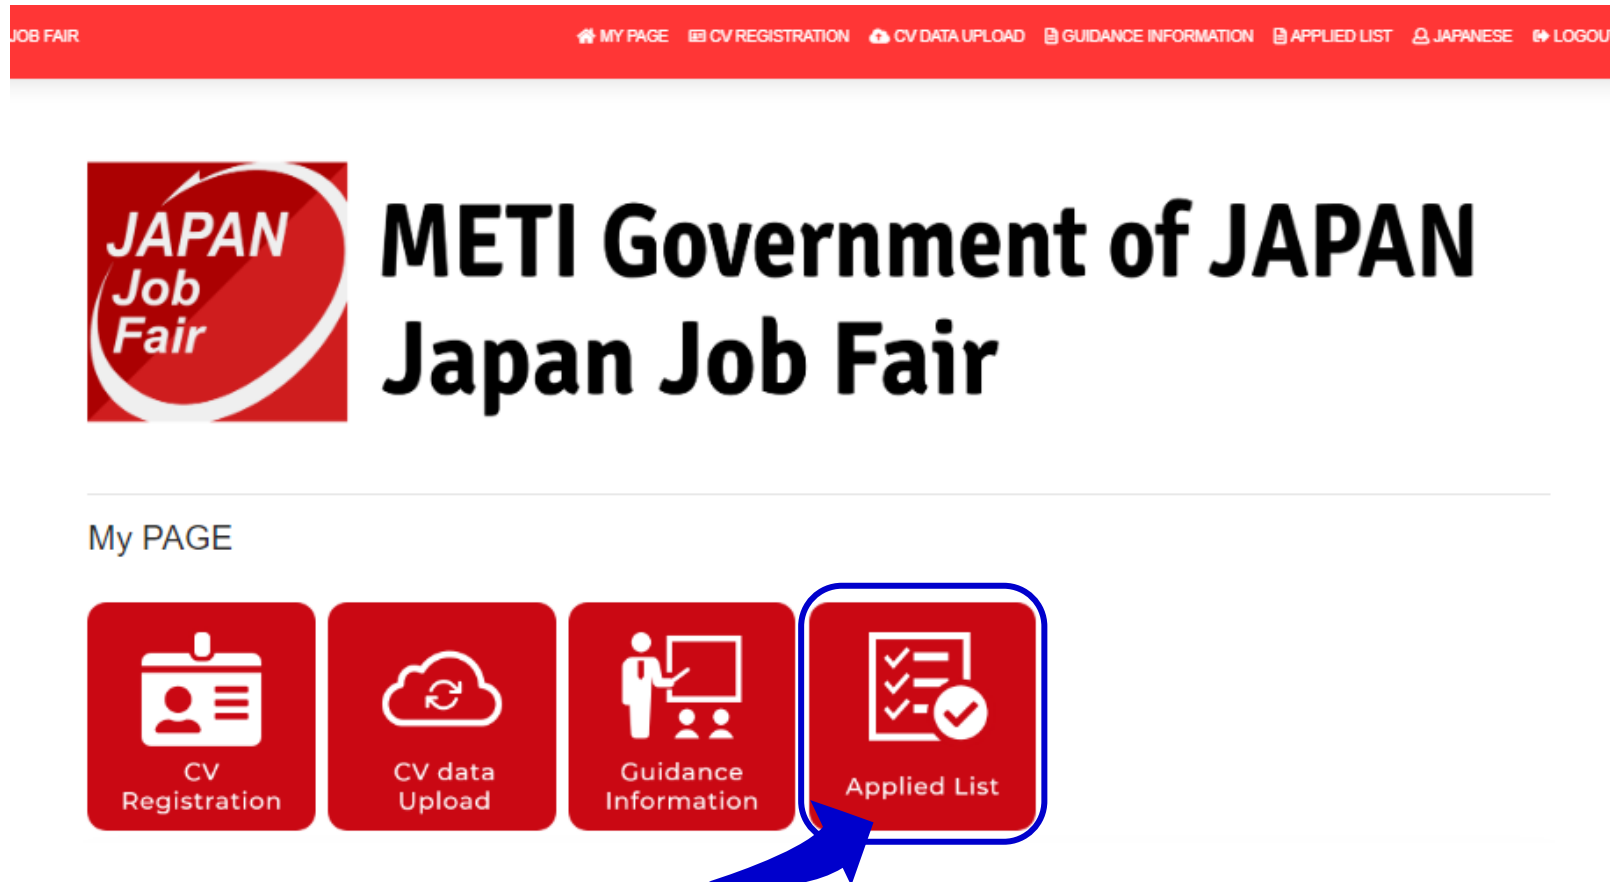 JOB FAIR
MY PAGE CV REGISTRATION CV DATA UPLOAD GUIDANCE INFORMATION APPLIED LIST JAPANESE LOGOU
JAPAN
Job
Fair
METI Government of JAPAN
Japan Job Fair
My PAGE
CV
Registration
CV data
Upload
Guidance
Information
Applied List